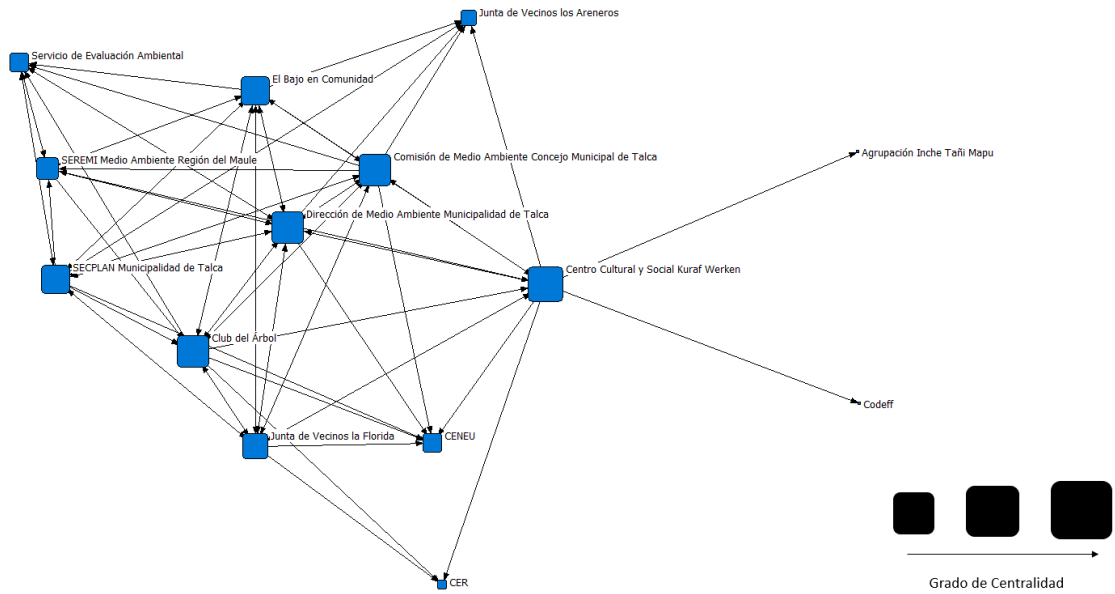 Junta de Vecinos los Areneros
Servicio de Evaluación Ambiental
El Bajo en Comunidad
Agrupación Inche Tañi Mapu
SEREMI Medio Ambiente Región del Maule
Comisión de Medio Ambiente Concejo Municipal de Talca
Dirección de Medio Ambiente Municipalidad de Talca
SECPLAN Municipalidad de Talca
Centro Cultural y Social Kuraf Werken
Club del Árbol
Codeff
Junta de Vecinos la Florida
CENEU
CER
Grado de Centralidad